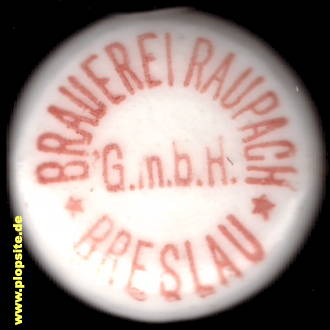 BRAUEREI RAUPACH
G.m.b.H.
★ BRESLAU ★
www.plopsite.de